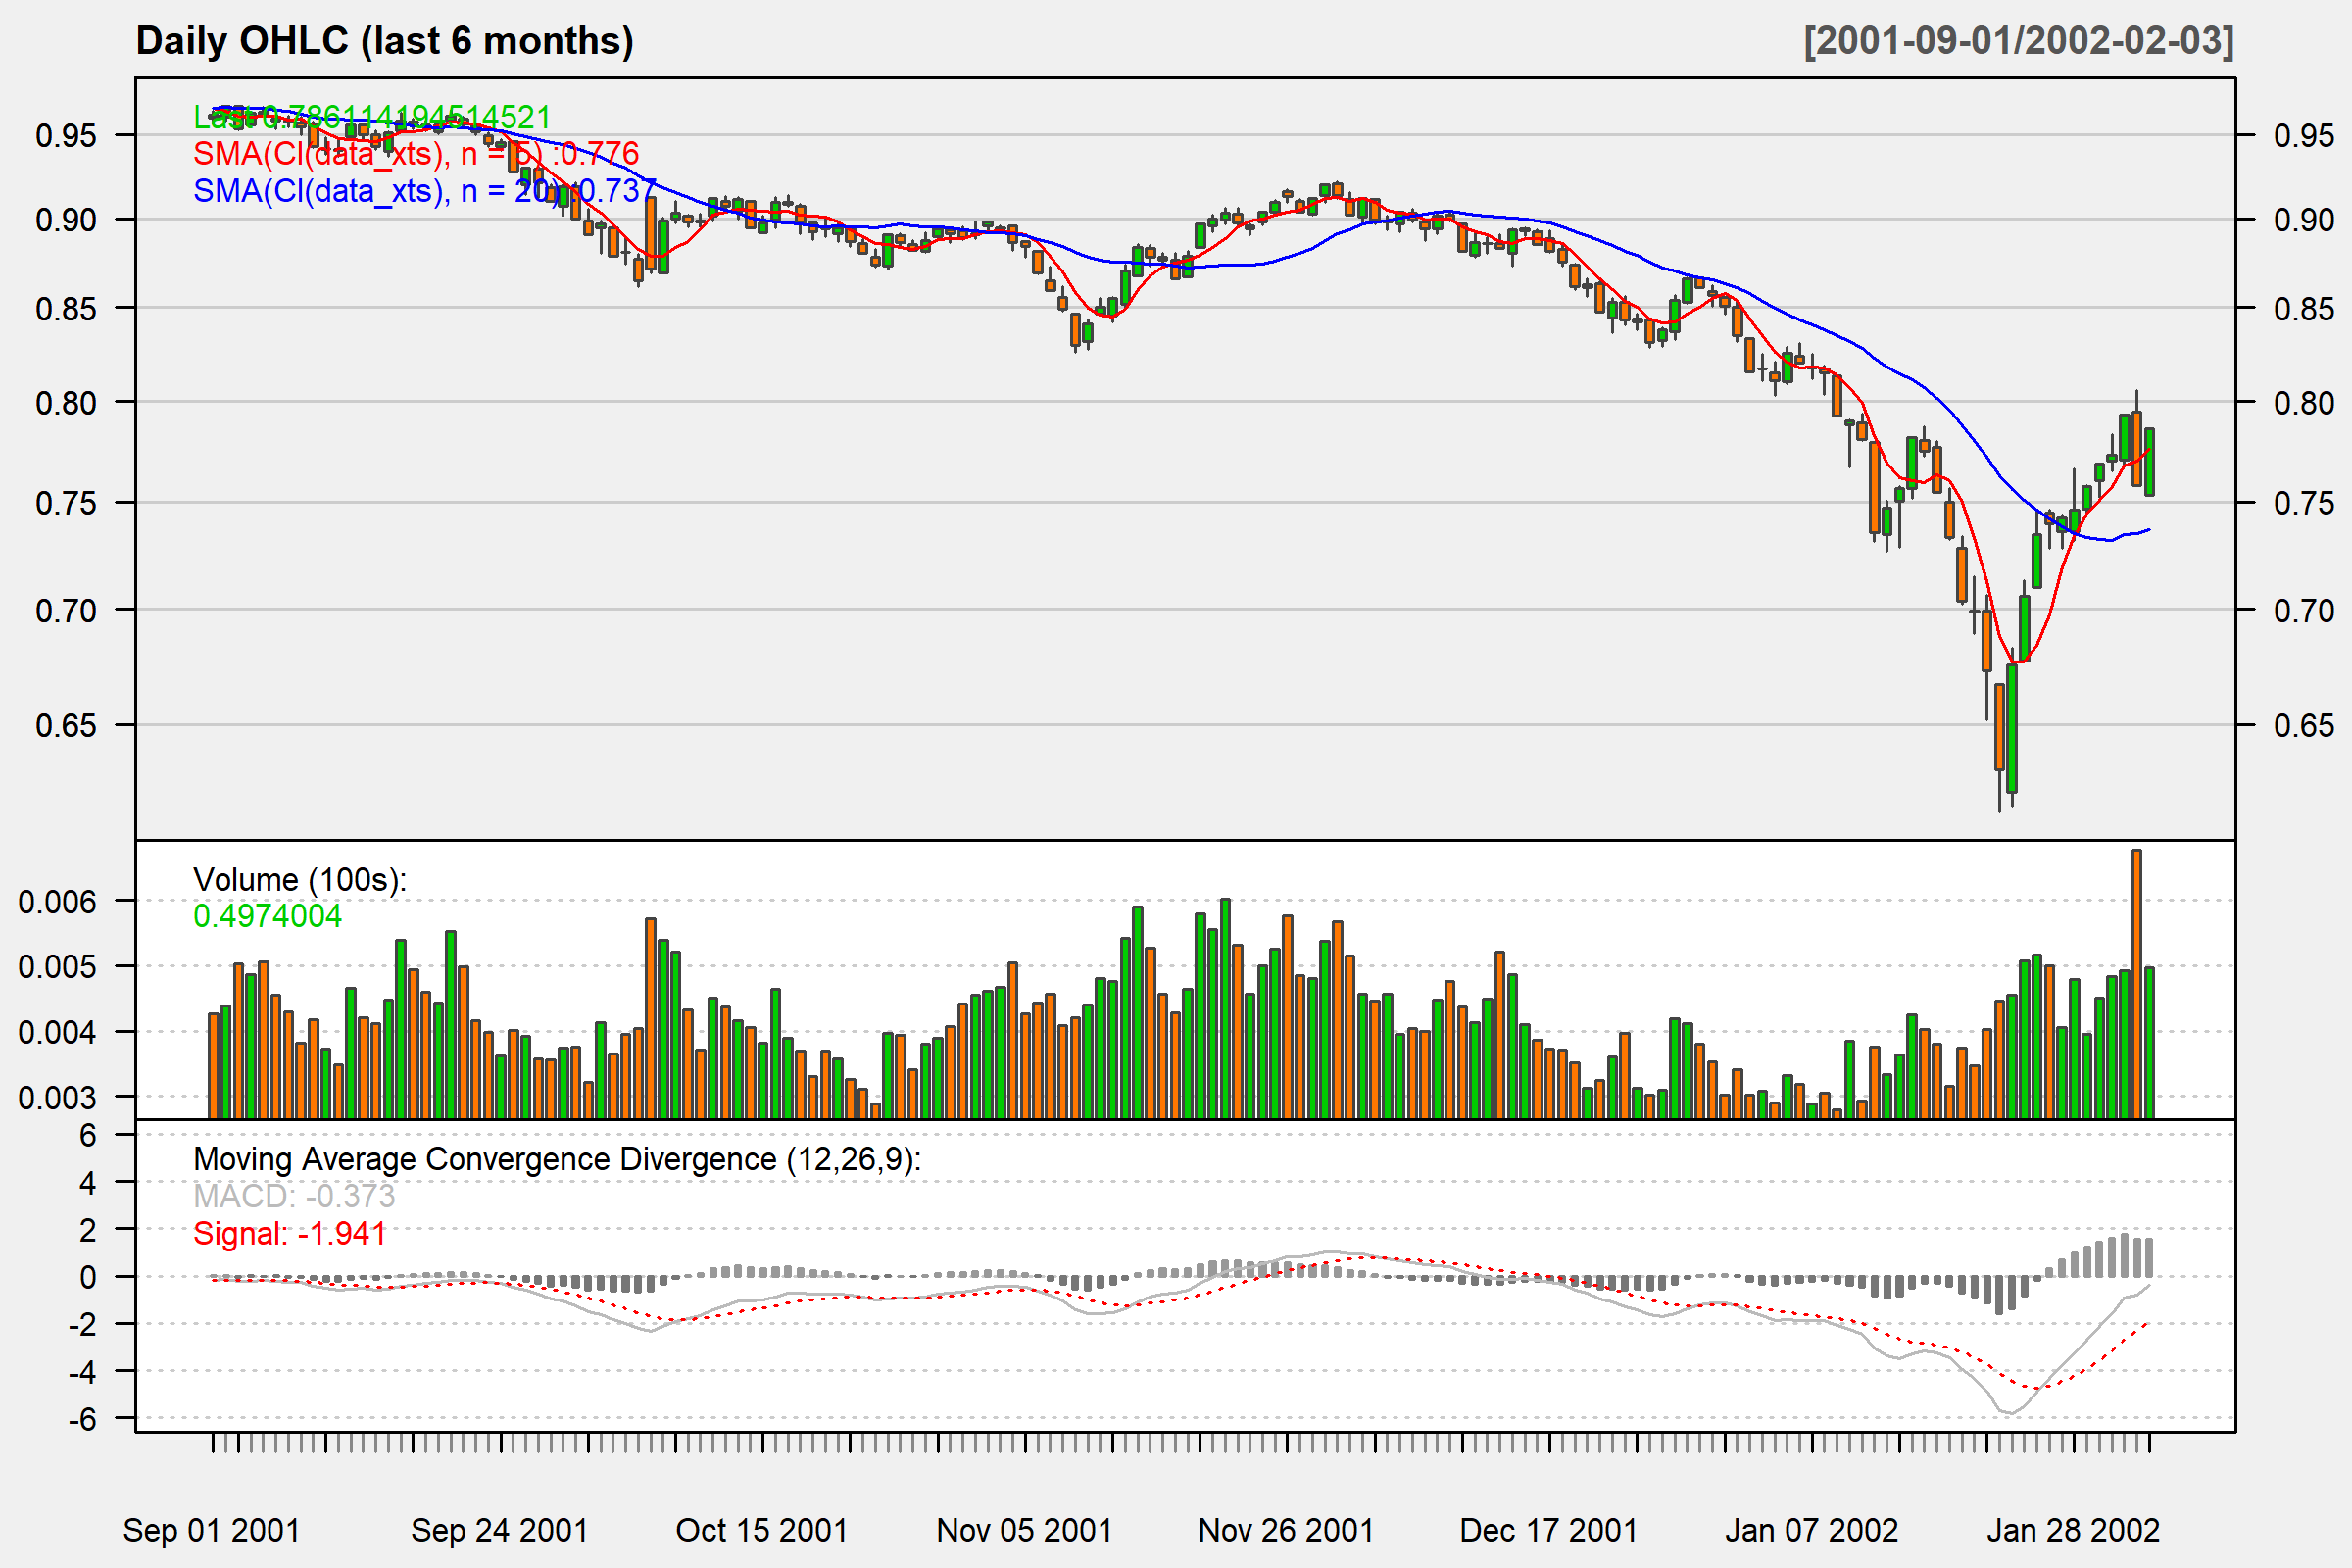 Daily OHLC (last 6 months)
[2001-09-01/2002-02-03]
Last 0.786114194514521
SMA(Cl(data_xts), n = 5) :0.776
SMA(Cl(data_xts), n = 20) :0.737
0.95
0.90
0.85
0.80
0.75
0.70
0.65
0.95
0.90
0.85
0.80
0.75
0.70
0.65
Volume (100s):
0.4974004
0.006
0.005
0.004
0.003
Moving Average Convergence Divergence (12,26,9):
MACD: -0.373
Signal: -1.941
6
4
2
0
-2
-4
-6
Sep 01 2001
Sep 24 2001
Oct 15 2001
Nov 05 2001
Nov 26 2001
Dec 17 2001
Jan 07 2002
Jan 28 2002